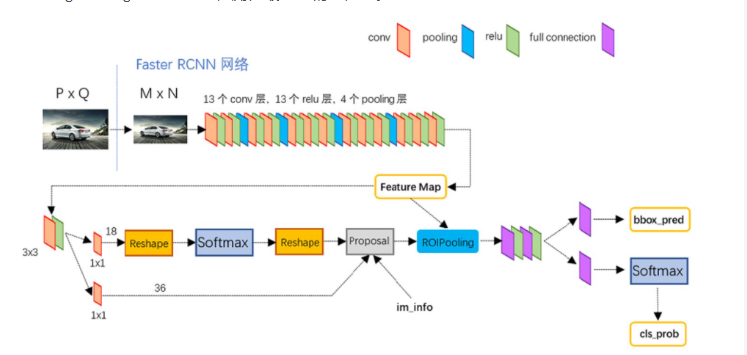 conv
pooling
relu
full connection
Faster RCNN 网络
P x Q
M x N
13 个 conv 层, 13 个 relu 层, 4 个 pooling 层
Feature Map
3x3
18
1x1
Reshape
Softmax
Reshape
Proposal
ROIPooling
bbox_pred
Softmax
36
1x1
im_info
cls_prob